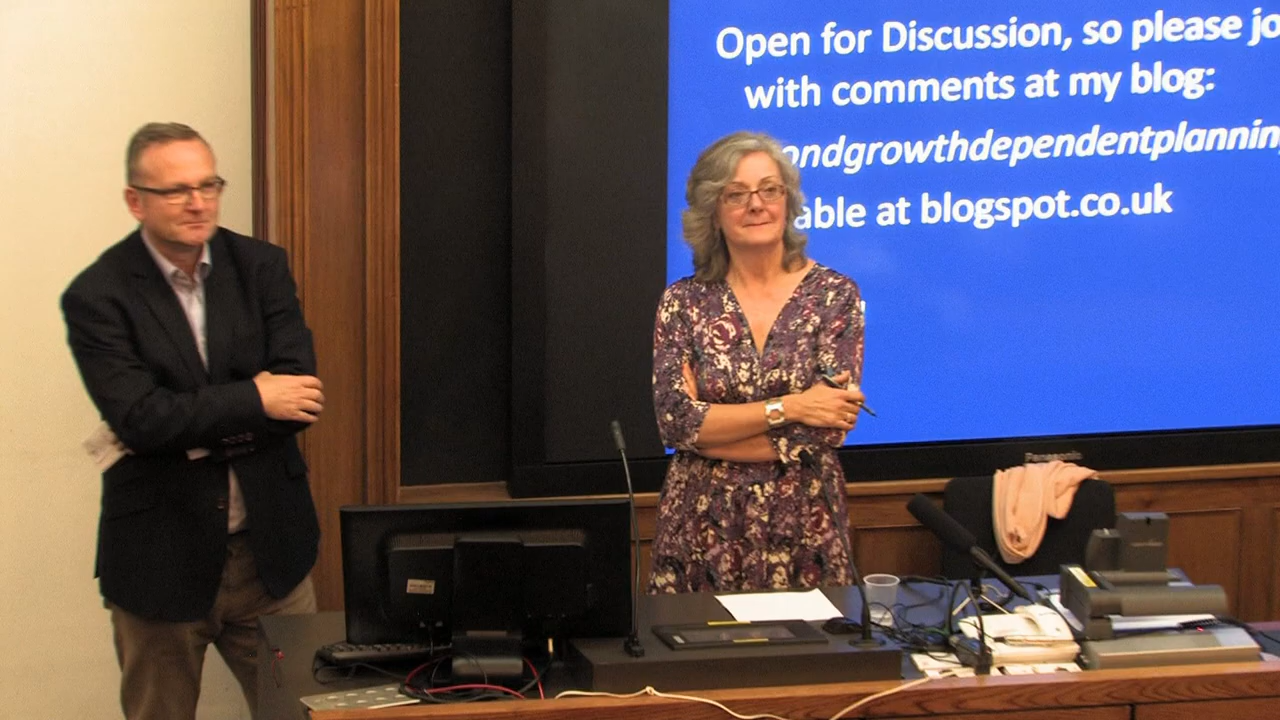 Open for Discussion, so please jo
with comments at my blog:
ondgrowthdependentplannin
able at blogspot.co.uk
Panasonic